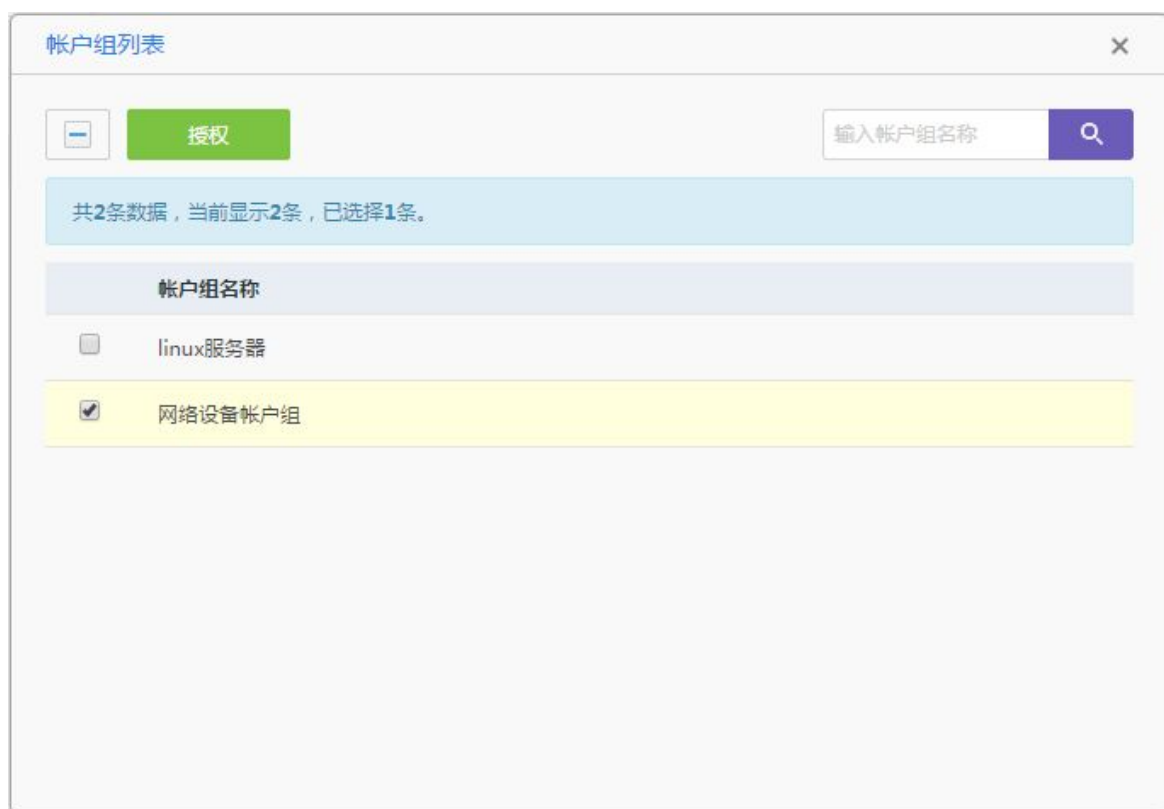 帐户组列表
授权
输入帐户组名称
共2条数据，当前显示2条，已选择1条。
帐户组名称
linux服务器
网络设备帐户组